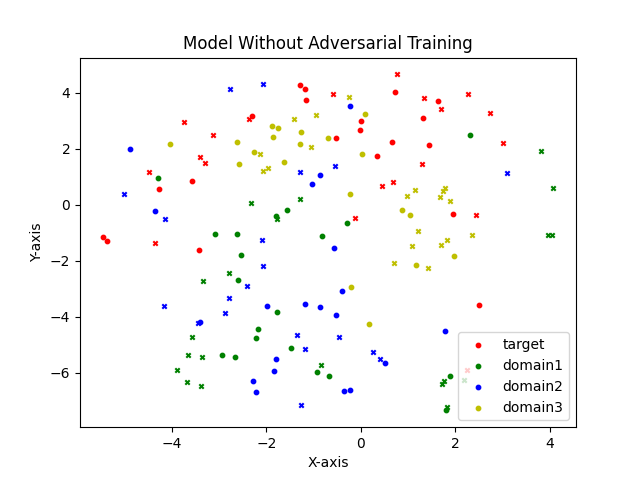 Model Without Adversarial Training
Y-axis
4
2
0
−2
−4
−6
target
domain1
domain2
domain3
−4 −2 0 2 4
X-axis